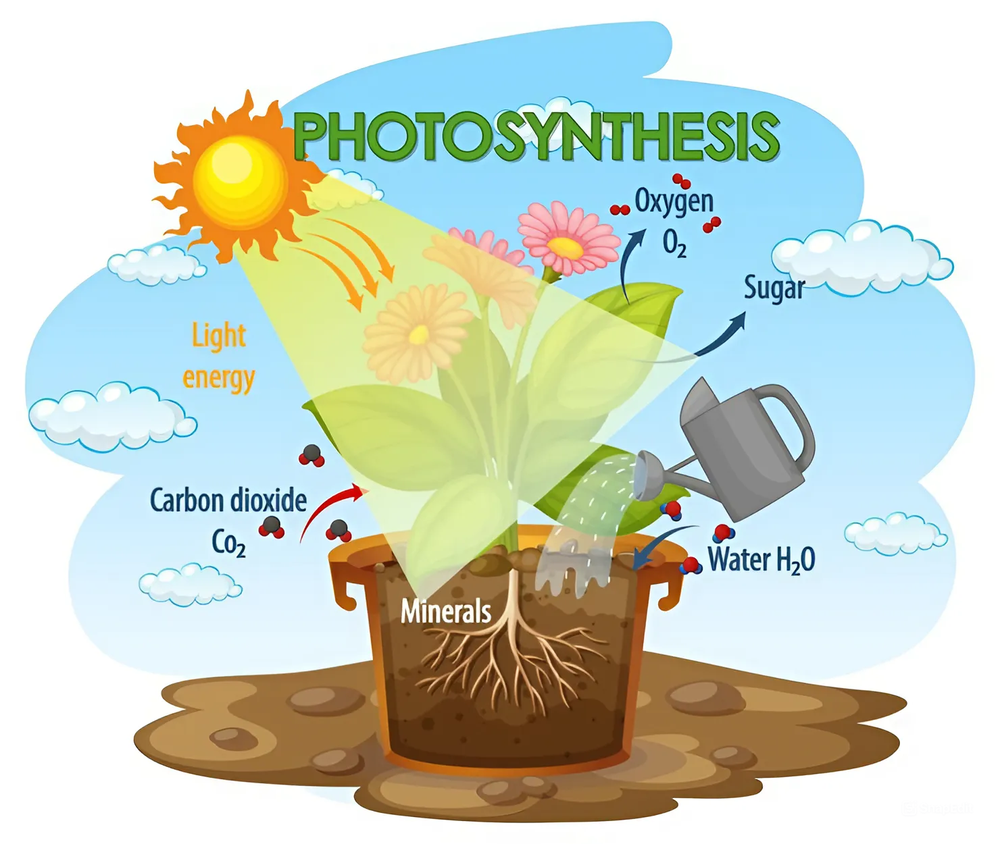 PHOTOSYNTHESIS
Oxygen
O₂
Sugar
Light
energy
Carbon dioxide
Co₂
Water H₂O
Minerals